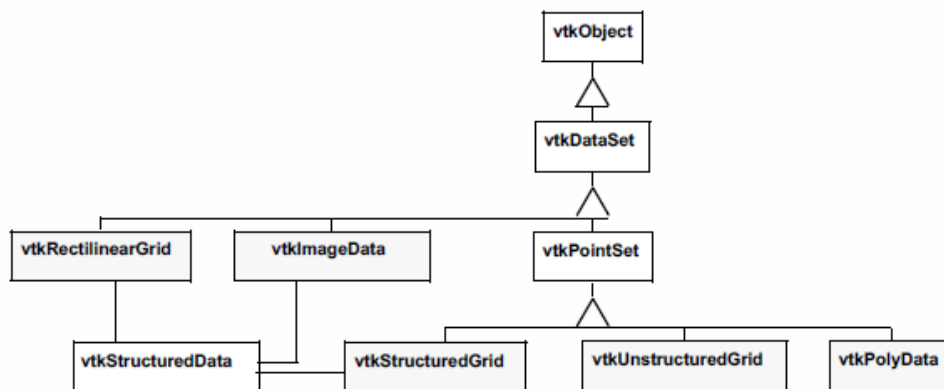 vtkObject
vtkDataSet
vtkRectilinearGrid
vtkImageData
vtkPointSet
vtkStructuredData
vtkStructuredGrid
vtkUnstructuredGrid
vtkPolyData